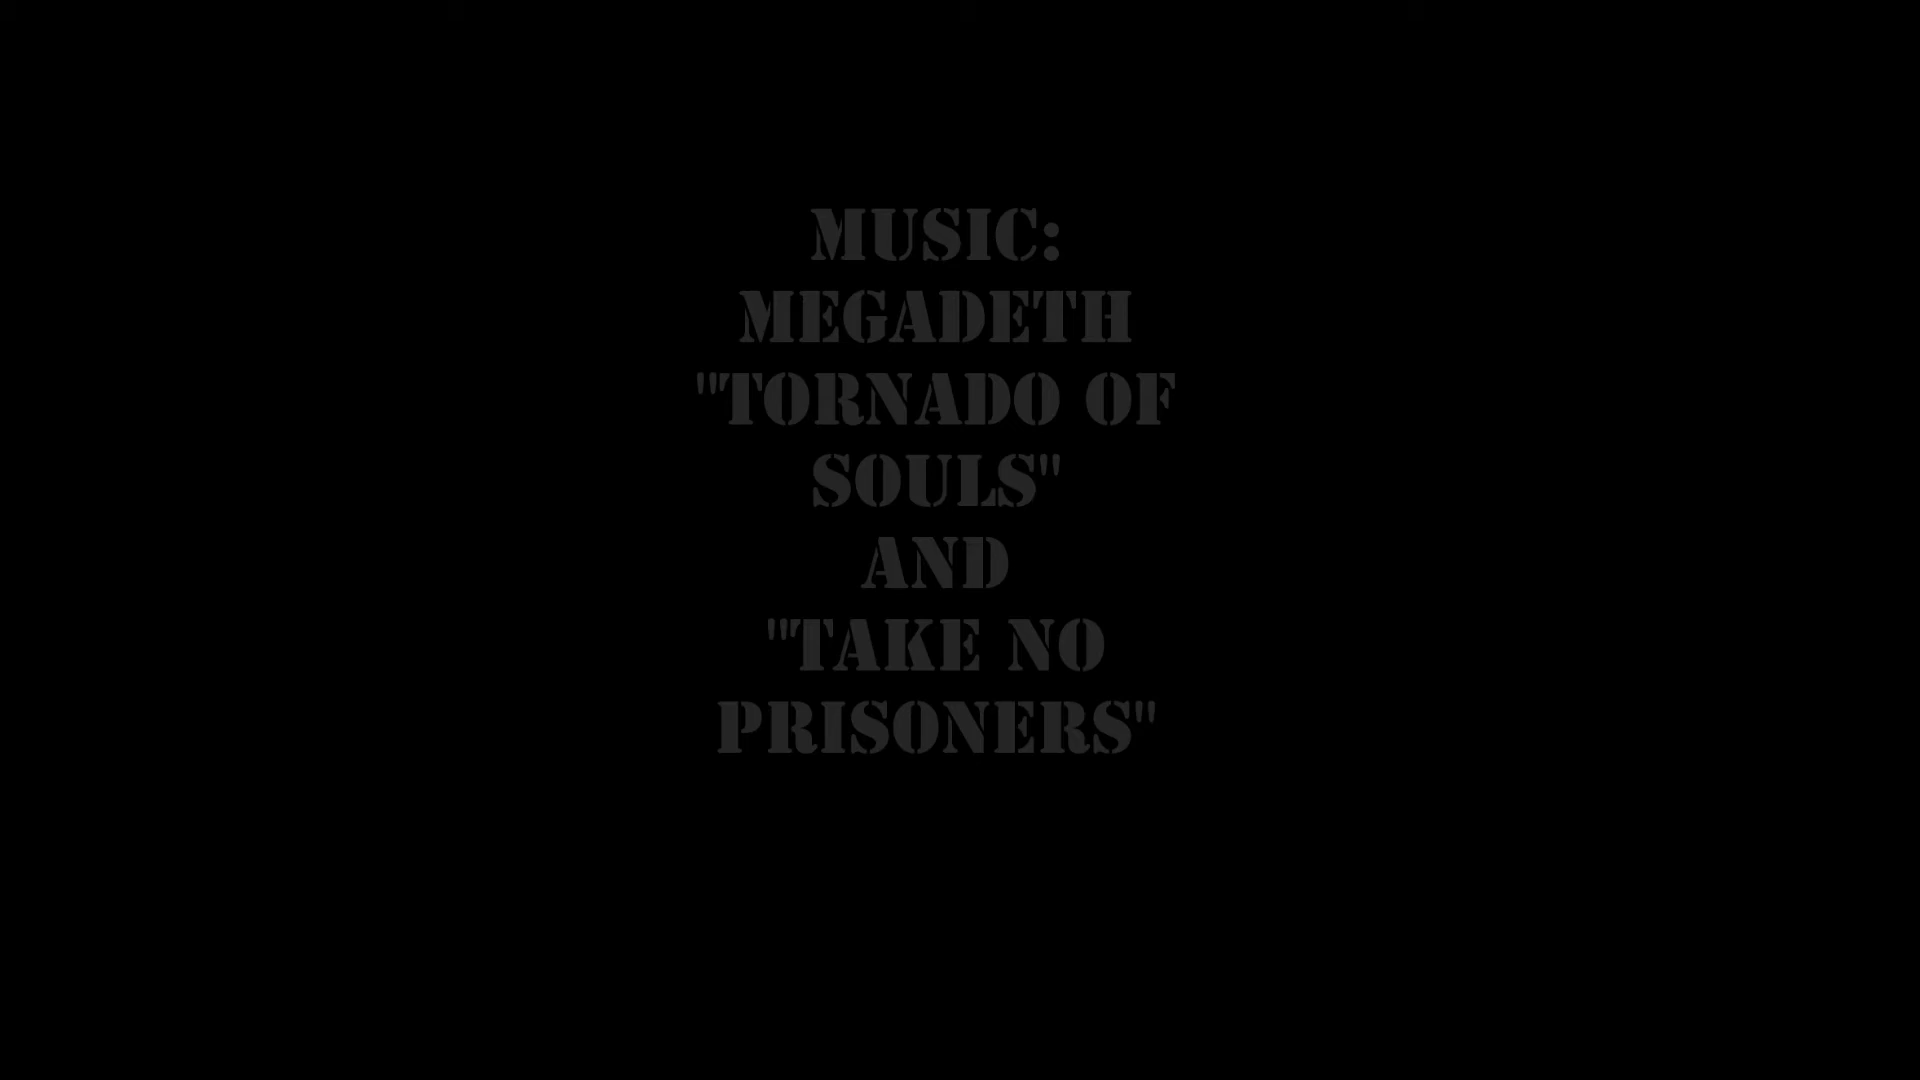 MUSIC:
MEGADETH
"TORNADO OF
SOULS"
AND
"TAKE NO
PRISONERS"